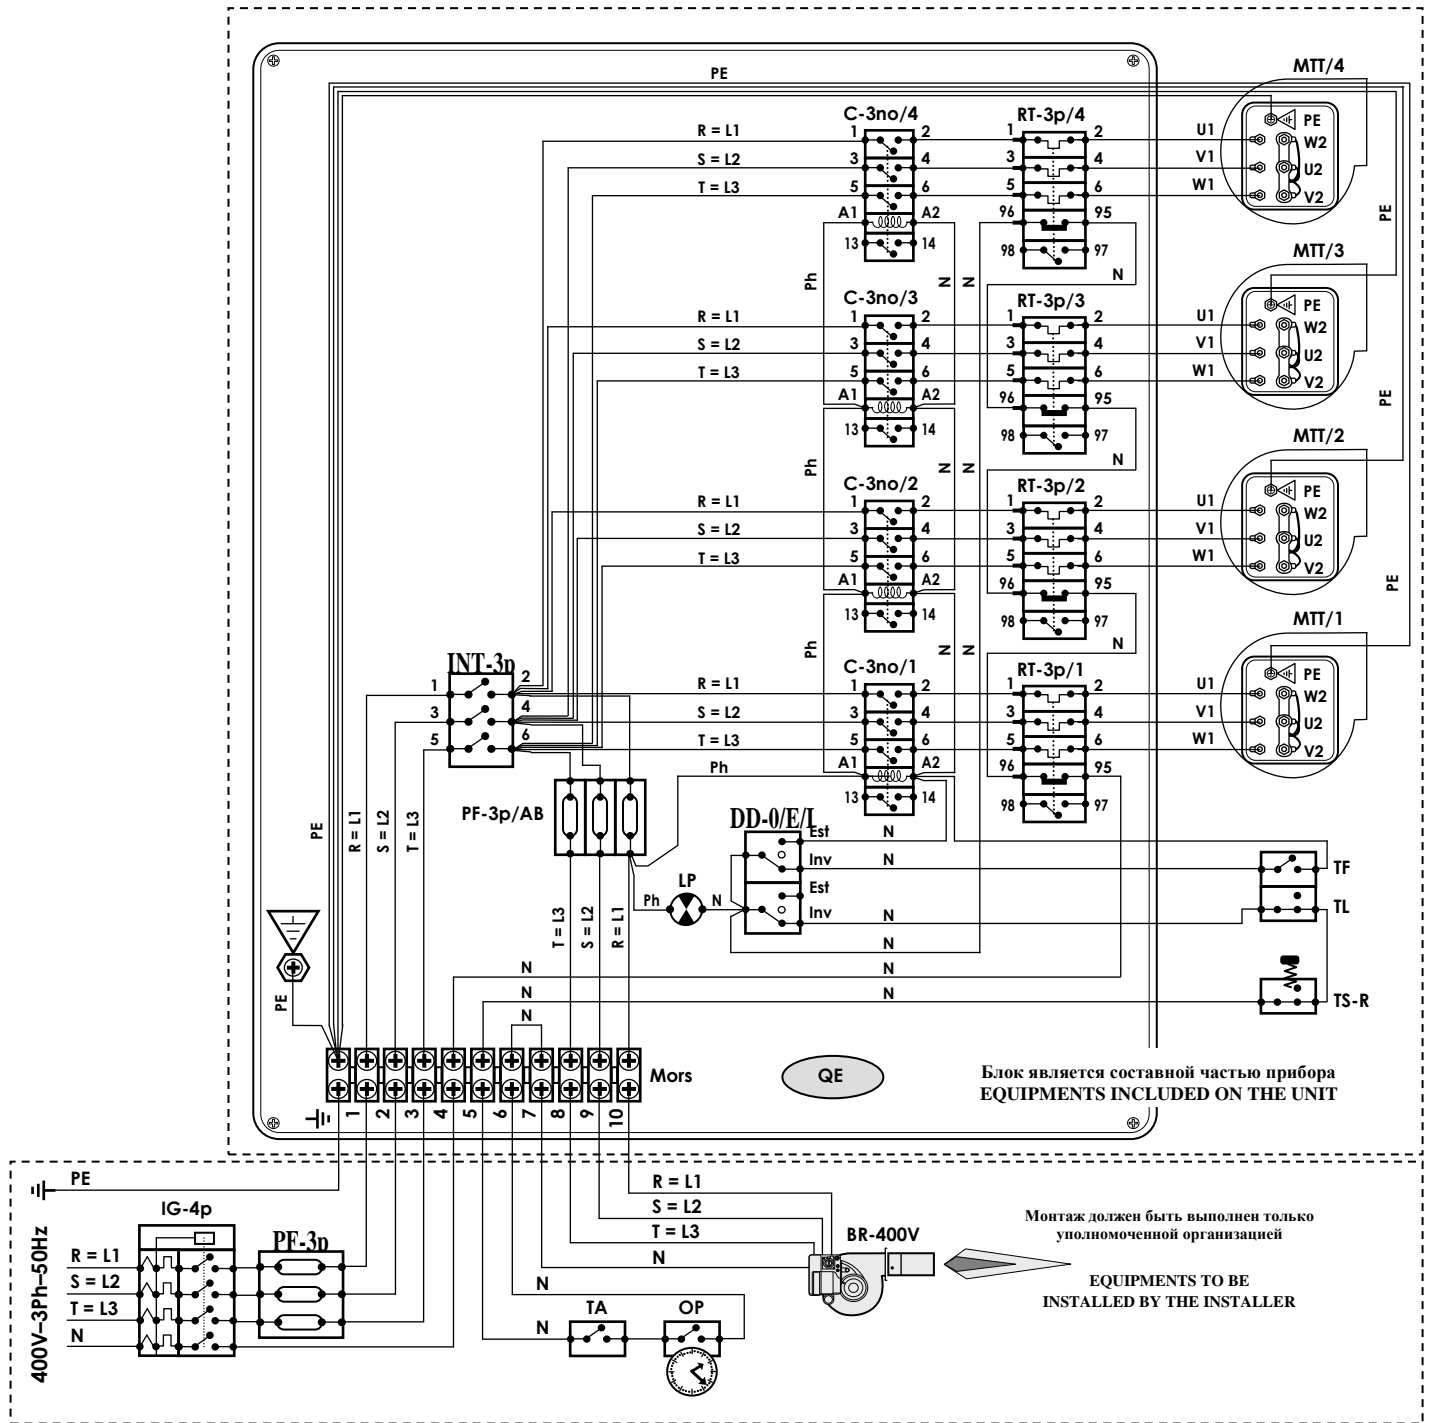 PE
MTT/4
C-3no/4
RT-3p/4
R = L1
1
2
1
2
U1
PE
W2
S = L2
3
4
3
4
V1
U2
T = L3
5
6
5
6
W1
V2
A1
A2
96
95
PE
13
14
98
97
Ph
N
N
N
MTT/3
C-3no/3
RT-3p/3
R = L1
1
2
1
2
U1
PE
W2
S = L2
3
4
3
4
V1
U2
T = L3
5
6
5
6
W1
V2
A1
A2
96
95
PE
13
14
98
97
Ph
N
N
N
MTT/2
C-3no/2
RT-3p/2
R = L1
1
2
1
2
U1
PE
W2
S = L2
3
4
3
4
V1
U2
T = L3
5
6
5
6
W1
V2
A1
A2
96
95
PE
13
14
98
97
Ph
N
N
N
MTT/1
INT-3p
C-3no/1
RT-3p/1
1
2
R = L1
1
2
1
2
U1
PE
W2
3
4
S = L2
3
4
3
4
V1
U2
5
6
T = L3
5
6
5
6
W1
V2
Ph
A1
A2
96
95
13
14
98
97
PF-3p/AB
DD-0/E/I
PE
R = L1
S = L2
T = L3
Est
N
Inv
N
TF
LP
Ph
N
Est
Inv
N
TL
T = L3
S = L2
R = L1
N
N
N
PE
N
N
TS-R
N
Mors
QE
Блок является составной частью прибора
EQUIPMENTS INCLUDED ON THE UNIT
1
2
3
4
5
6
7
8
9
10
PE
IG-4p
PF-3p
400V–3Ph–50Hz
R = L1
S = L2
T = L3
N
R = L1
S = L2
T = L3
N
BR-400V
N
N
TA
OP
Монтаж должен быть выполнен только
уполномоченной организацией
EQUIPMENTS TO BE
INSTALLED BY THE INSTALLER